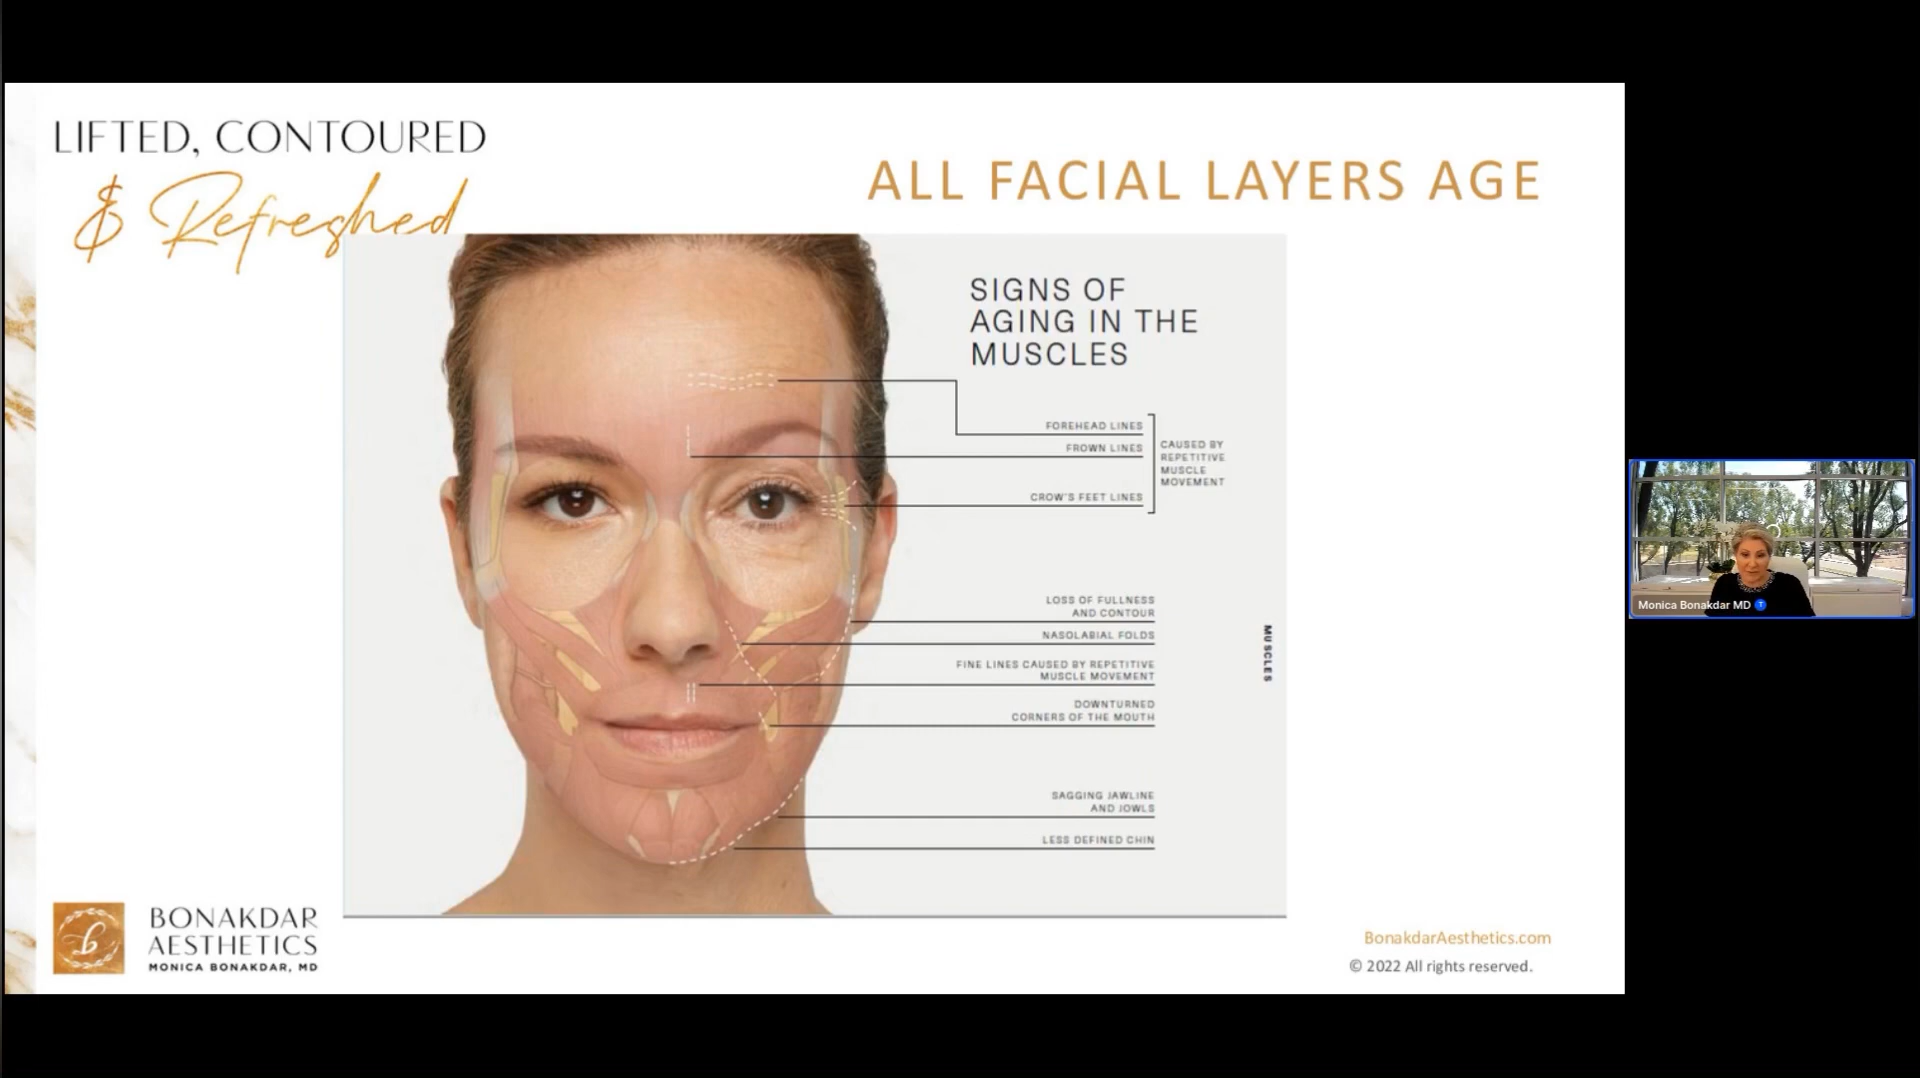 LIFTED, CONTOURED
& Refreshed
ALL FACIAL LAYERS AGE
SIGNS OF
AGING IN THE
MUSCLES
FOREHEAD LINES
FROWN LINES
CROW'S FEET LINES
CAUSED BY
REPETITIVE
MUSCLE
MOVEMENT
LOSS OF FULLNESS
AND CONTOUR
NASOLABIAL FOLDS
FINE LINES CAUSED BY REPETITIVE
MUSCLE MOVEMENT
DOWNTURNED
CORNERS OF THE MOUTH
SAGGING JAWLINE
AND JOWLS
LESS DEFINED CHIN
MUSCLES
Monica Bonakdar MD
b
BONAKDAR
AESTHETICS
MONICA BONAKDAR, MD
BonakdarAesthetics.com
© 2022 All rights reserved.